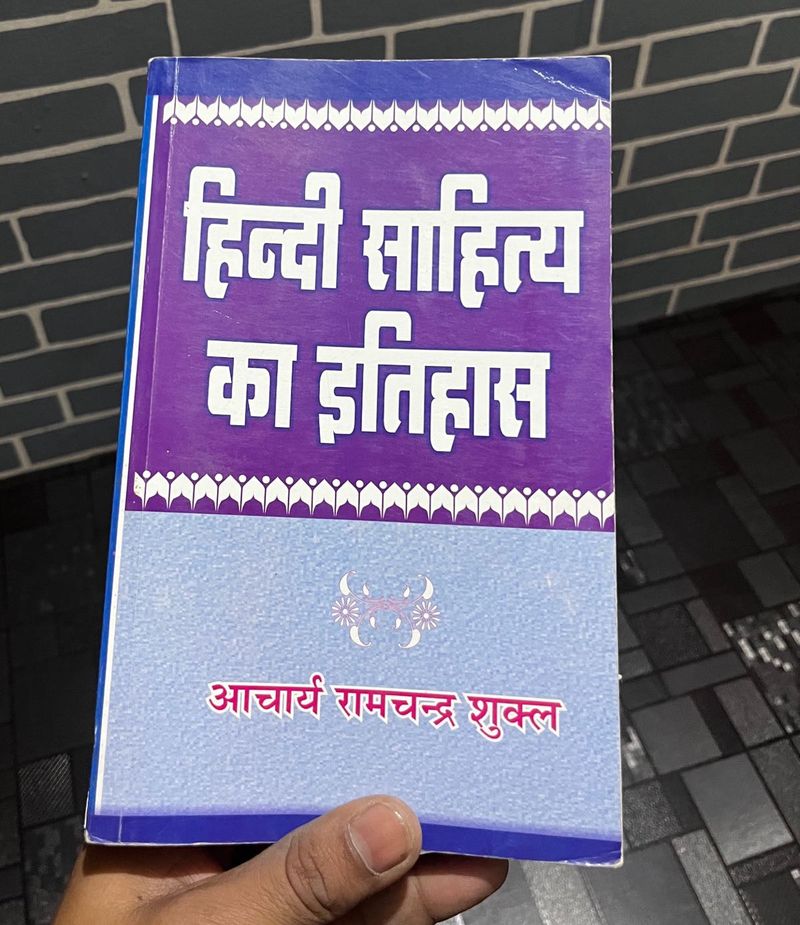 हिन्दी साहित्य
का इतिहास
आचार्य रामचन्द्र शुक्ल